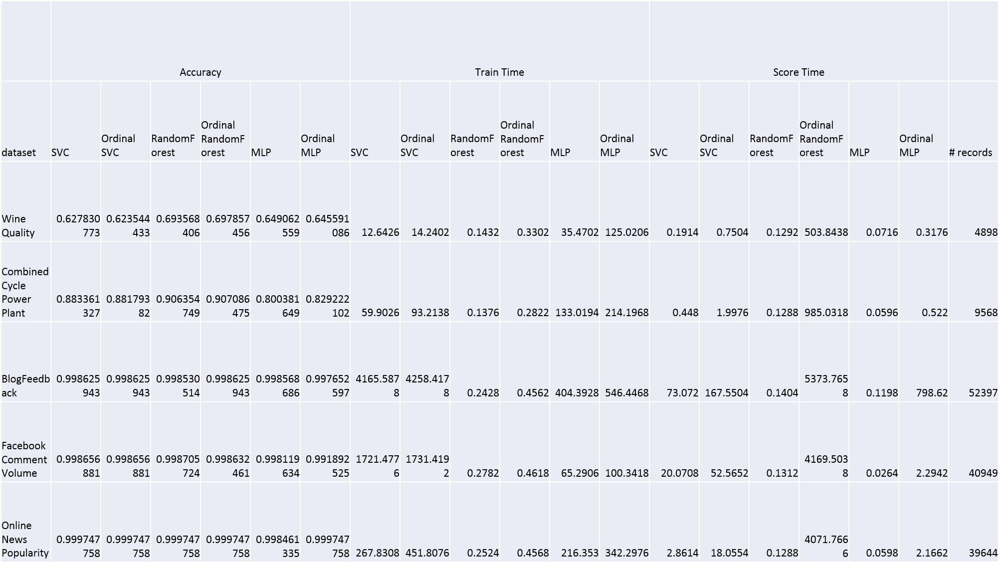 Accuracy Train Time Score Time
dataset SVC Ordinal SVC RandomForest Ordinal RandomForest MLP Ordinal MLP SVC Ordinal SVC RandomForest Ordinal RandomForest MLP Ordinal MLP SVC Ordinal SVC RandomForest Ordinal RandomForest MLP Ordinal MLP # records
Wine Quality 0.627830773 0.623544433 0.693568406 0.697857456 0.649062559 0.645591086 12.6426 14.2402 0.1432 0.3302 35.4702 125.0206 0.1914 0.7504 0.1292 503.8438 0.0716 0.3176 4898
Combined Cycle Power Plant 0.883361327 0.88179382 0.906354749 0.907086475 0.800381649 0.829222102 59.9026 93.2138 0.1376 0.2822 133.0194 214.1968 0.448 1.9976 0.1288 985.0318 0.0596 0.522 9568
BlogFeedback 0.998625943 0.998625943 0.998530514 0.998625943 0.998568686 0.997652597 4165.5878 4258.4178 0.2428 0.4562 404.3928 546.4468 73.072 167.5504 0.1404 5373.7658 0.1198 798.62 52397
Facebook Comment Volume 0.998656881 0.998656881 0.998705724 0.998632461 0.998119634 0.991892525 1721.4776 1731.4192 0.2782 0.4618 65.2906 100.3418 20.0708 52.5652 0.1312 4169.5038 0.0264 2.2942 40949
Online News Popularity 0.999747758 0.999747758 0.999747758 0.999747758 0.998461335 0.999747758 267.8308 451.8076 0.2524 0.4568 216.353 342.2976 2.8614 18.0554 0.1288 4071.7666 0.0598 2.1662 39644